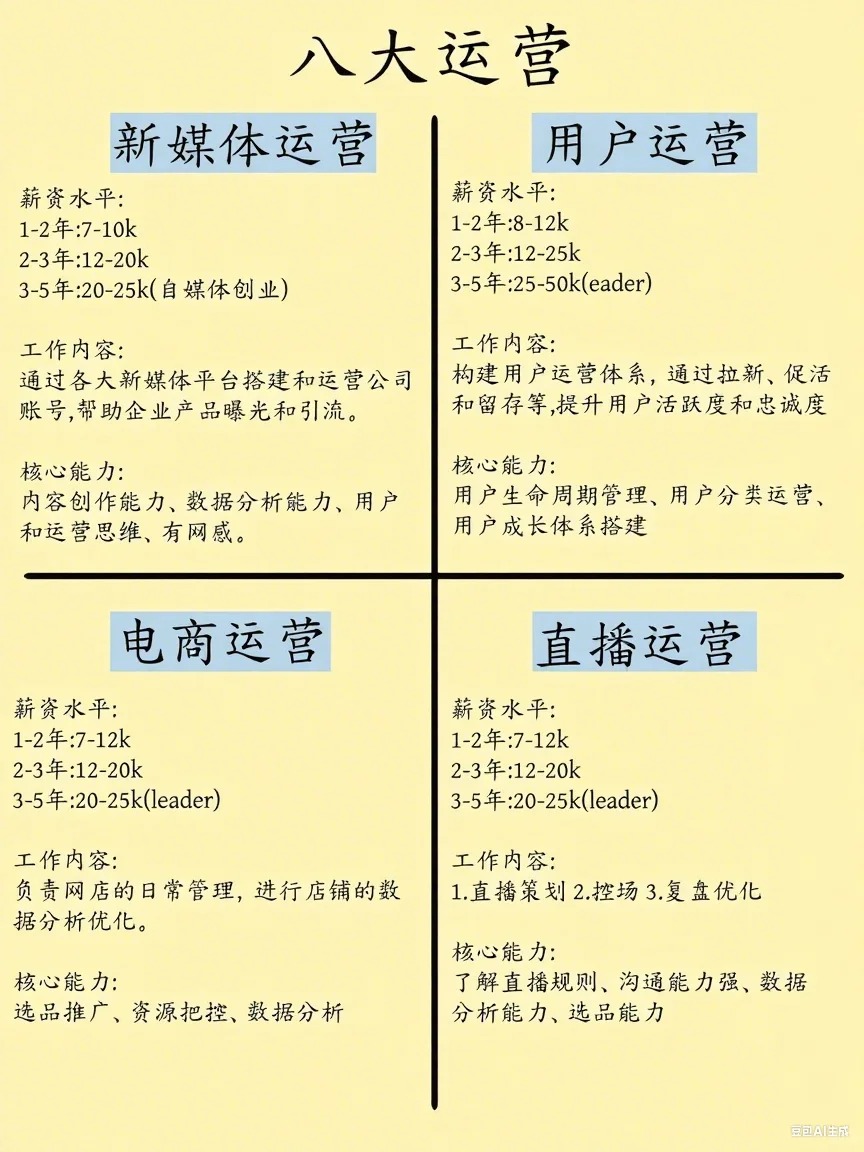 八大运营
新媒体运营
薪资水平:
1-2年:7-10k
2-3年:12-20k
3-5年:20-25k(自媒体创业)
工作内容:
通过各大新媒体平台搭建和运营公司
账号,帮助企业产品曝光和引流。
核心能力:
内容创作能力、数据分析能力、用户
和运营思维、有网感。
用户运营
薪资水平:
1-2年:8-12k
2-3年:12-25k
3-5年:25-50k(eader)
工作内容:
构建用户运营体系, 通过拉新、促活
和留存等,提升用户活跃度和忠诚度
核心能力:
用户生命周期管理、用户分类运营、
用户成长体系搭建
电商运营
薪资水平:
1-2年:7-12k
2-3年:12-20k
3-5年:20-25k(leader)
工作内容:
负责网店的日常管理, 进行店铺的数
据分析优化。
核心能力:
选品推广、资源把控、数据分析
直播运营
薪资水平:
1-2年:7-12k
2-3年:12-20k
3-5年:20-25k(leader)
工作内容:
1.直播策划 2.控场 3.复盘优化
核心能力:
了解直播规则、沟通能力强、数据
分析能力、选品能力
豆包AI生成